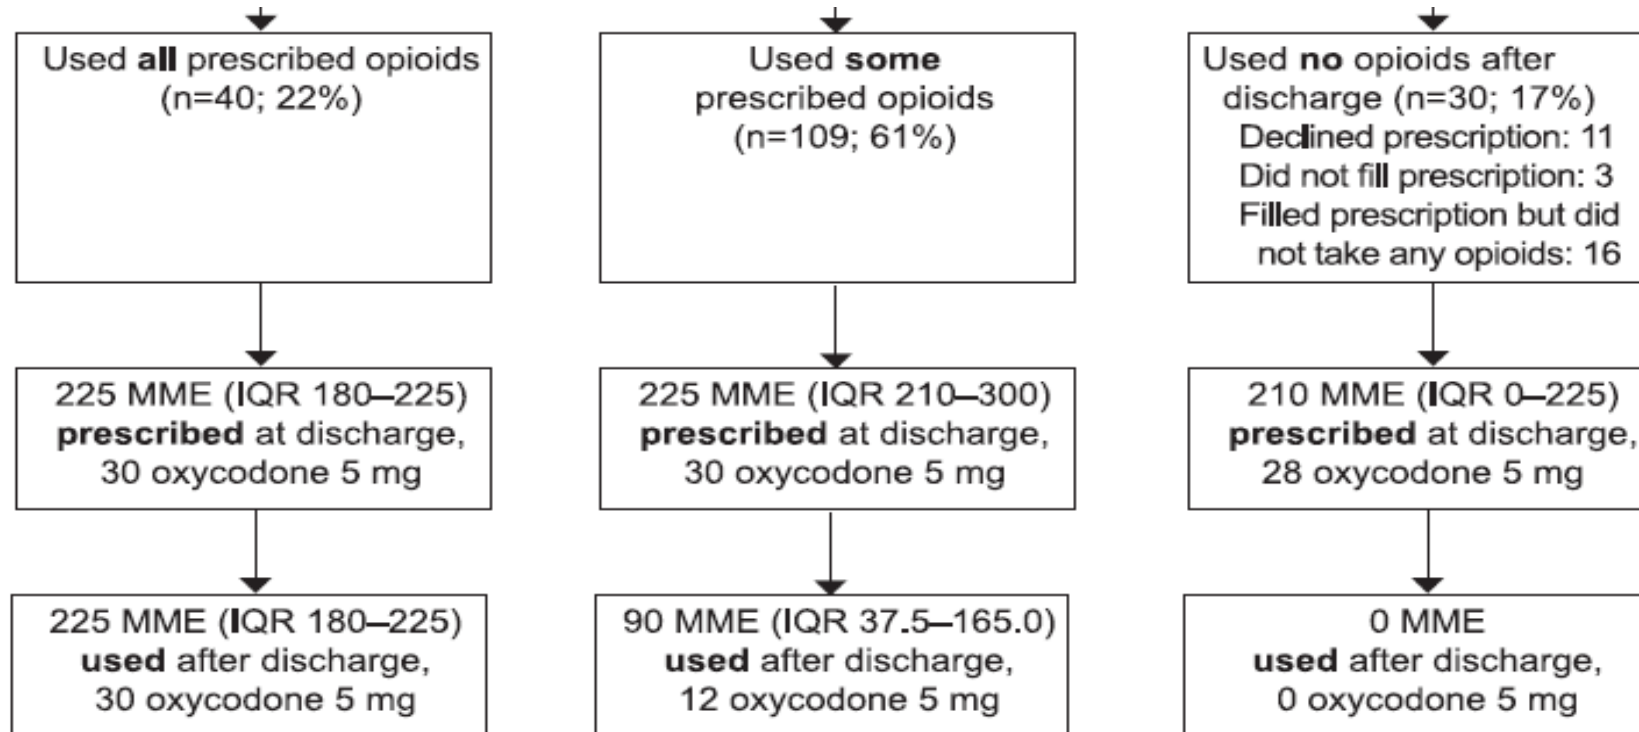 Used all prescribed opioids
(n=40; 22%)
Used some
prescribed opioids
(n=109; 61%)
Used no opioids after
discharge (n=30; 17%)
Declined prescription: 11
Did not fill prescription: 3
Filled prescription but did
not take any opioids: 16
225 MME (IQR 180–225)
prescribed at discharge,
30 oxycodone 5 mg
225 MME (IQR 210–300)
prescribed at discharge,
30 oxycodone 5 mg
210 MME (IQR 0–225)
prescribed at discharge,
28 oxycodone 5 mg
225 MME (IQR 180–225)
used after discharge,
30 oxycodone 5 mg
90 MME (IQR 37.5–165.0)
used after discharge,
12 oxycodone 5 mg
0 MME
used after discharge,
0 oxycodone 5 mg